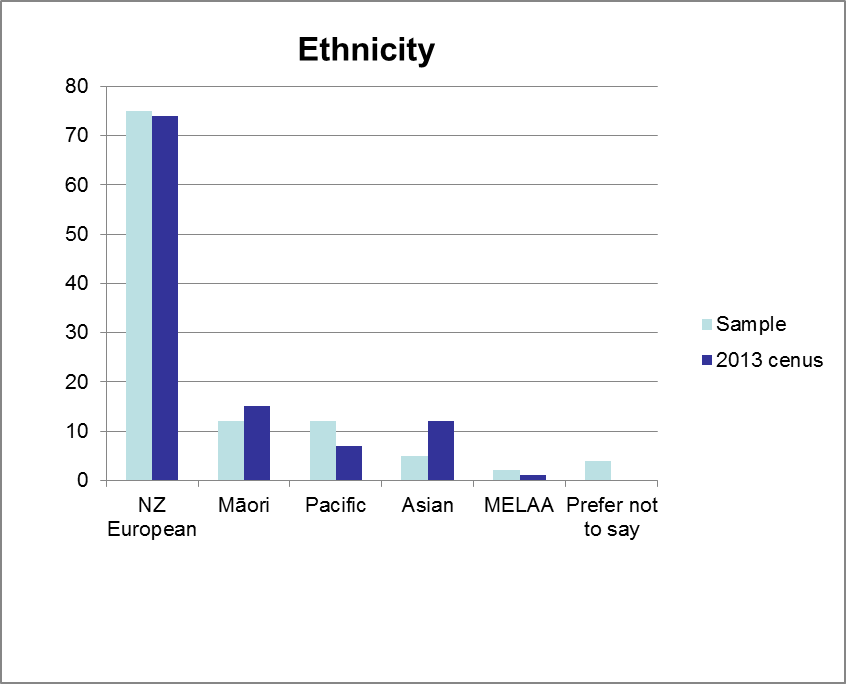 Ethnicity
80
70
60
50
40
30
20
10
0
NZ
European
Māori
Pacific
Asian
MELAA
Prefer not
to say
Sample
2013 cenus